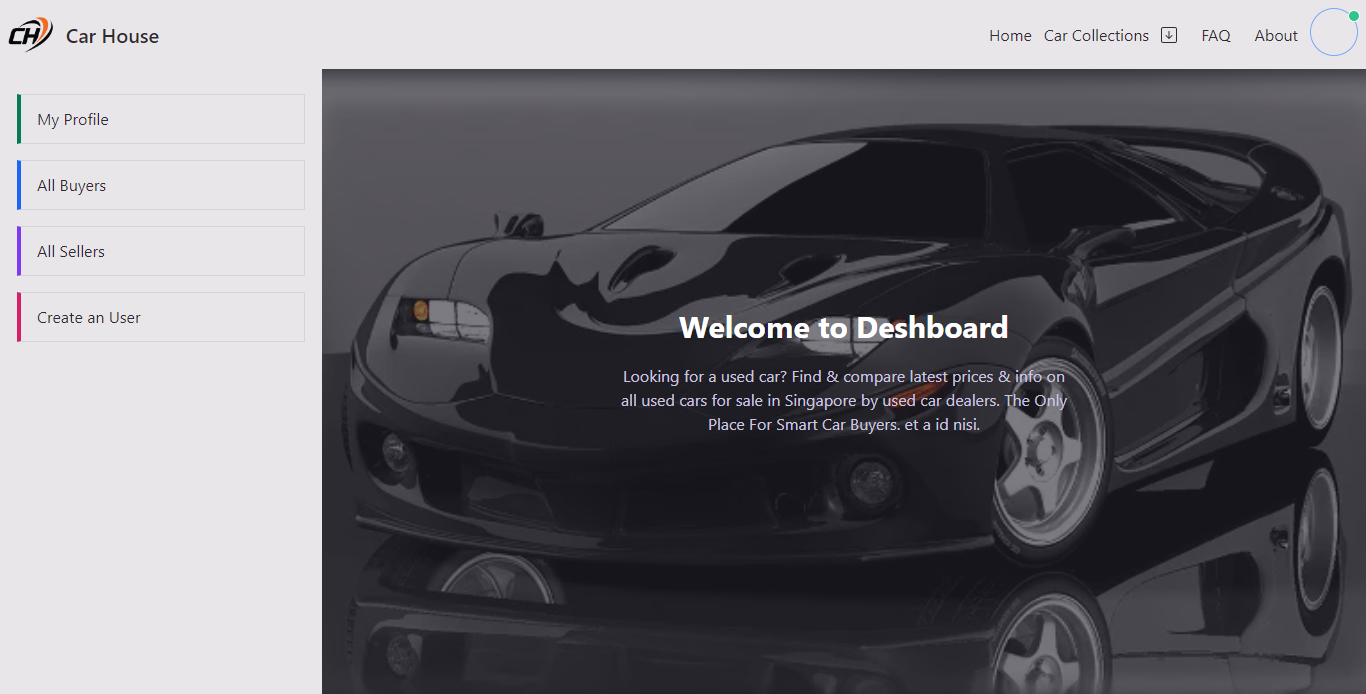 CH
Car House
Home
Car Collections
FAQ
About
My Profile
All Buyers
All Sellers
Create an User
Welcome to Deshboard
Looking for a used car? Find & compare latest prices & info on
all used cars for sale in Singapore by used car dealers. The Only
Place For Smart Car Buyers. et a id nisi.